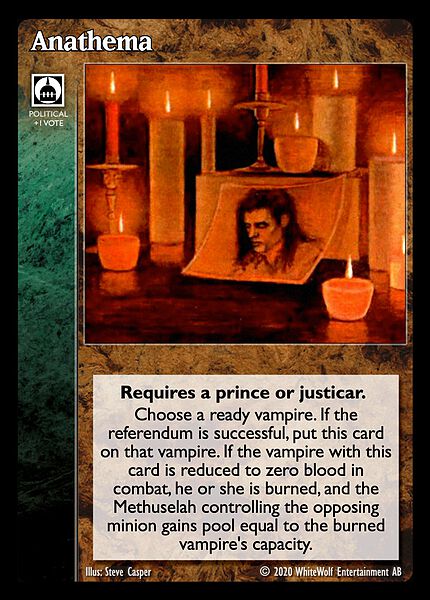 Anathema
POLITICAL
+1 VOTE
Requires a prince or justicar.
Choose a ready vampire. If the
referendum is successful, put this card
on that vampire. If the vampire with this
card is reduced to zero blood in
combat, he or she is burned, and the
Methuselah controlling the opposing
minion gains pool equal to the burned
vampire's capacity.
Illus: Steve Casper
© 2020 WhiteWolf Entertainment AB